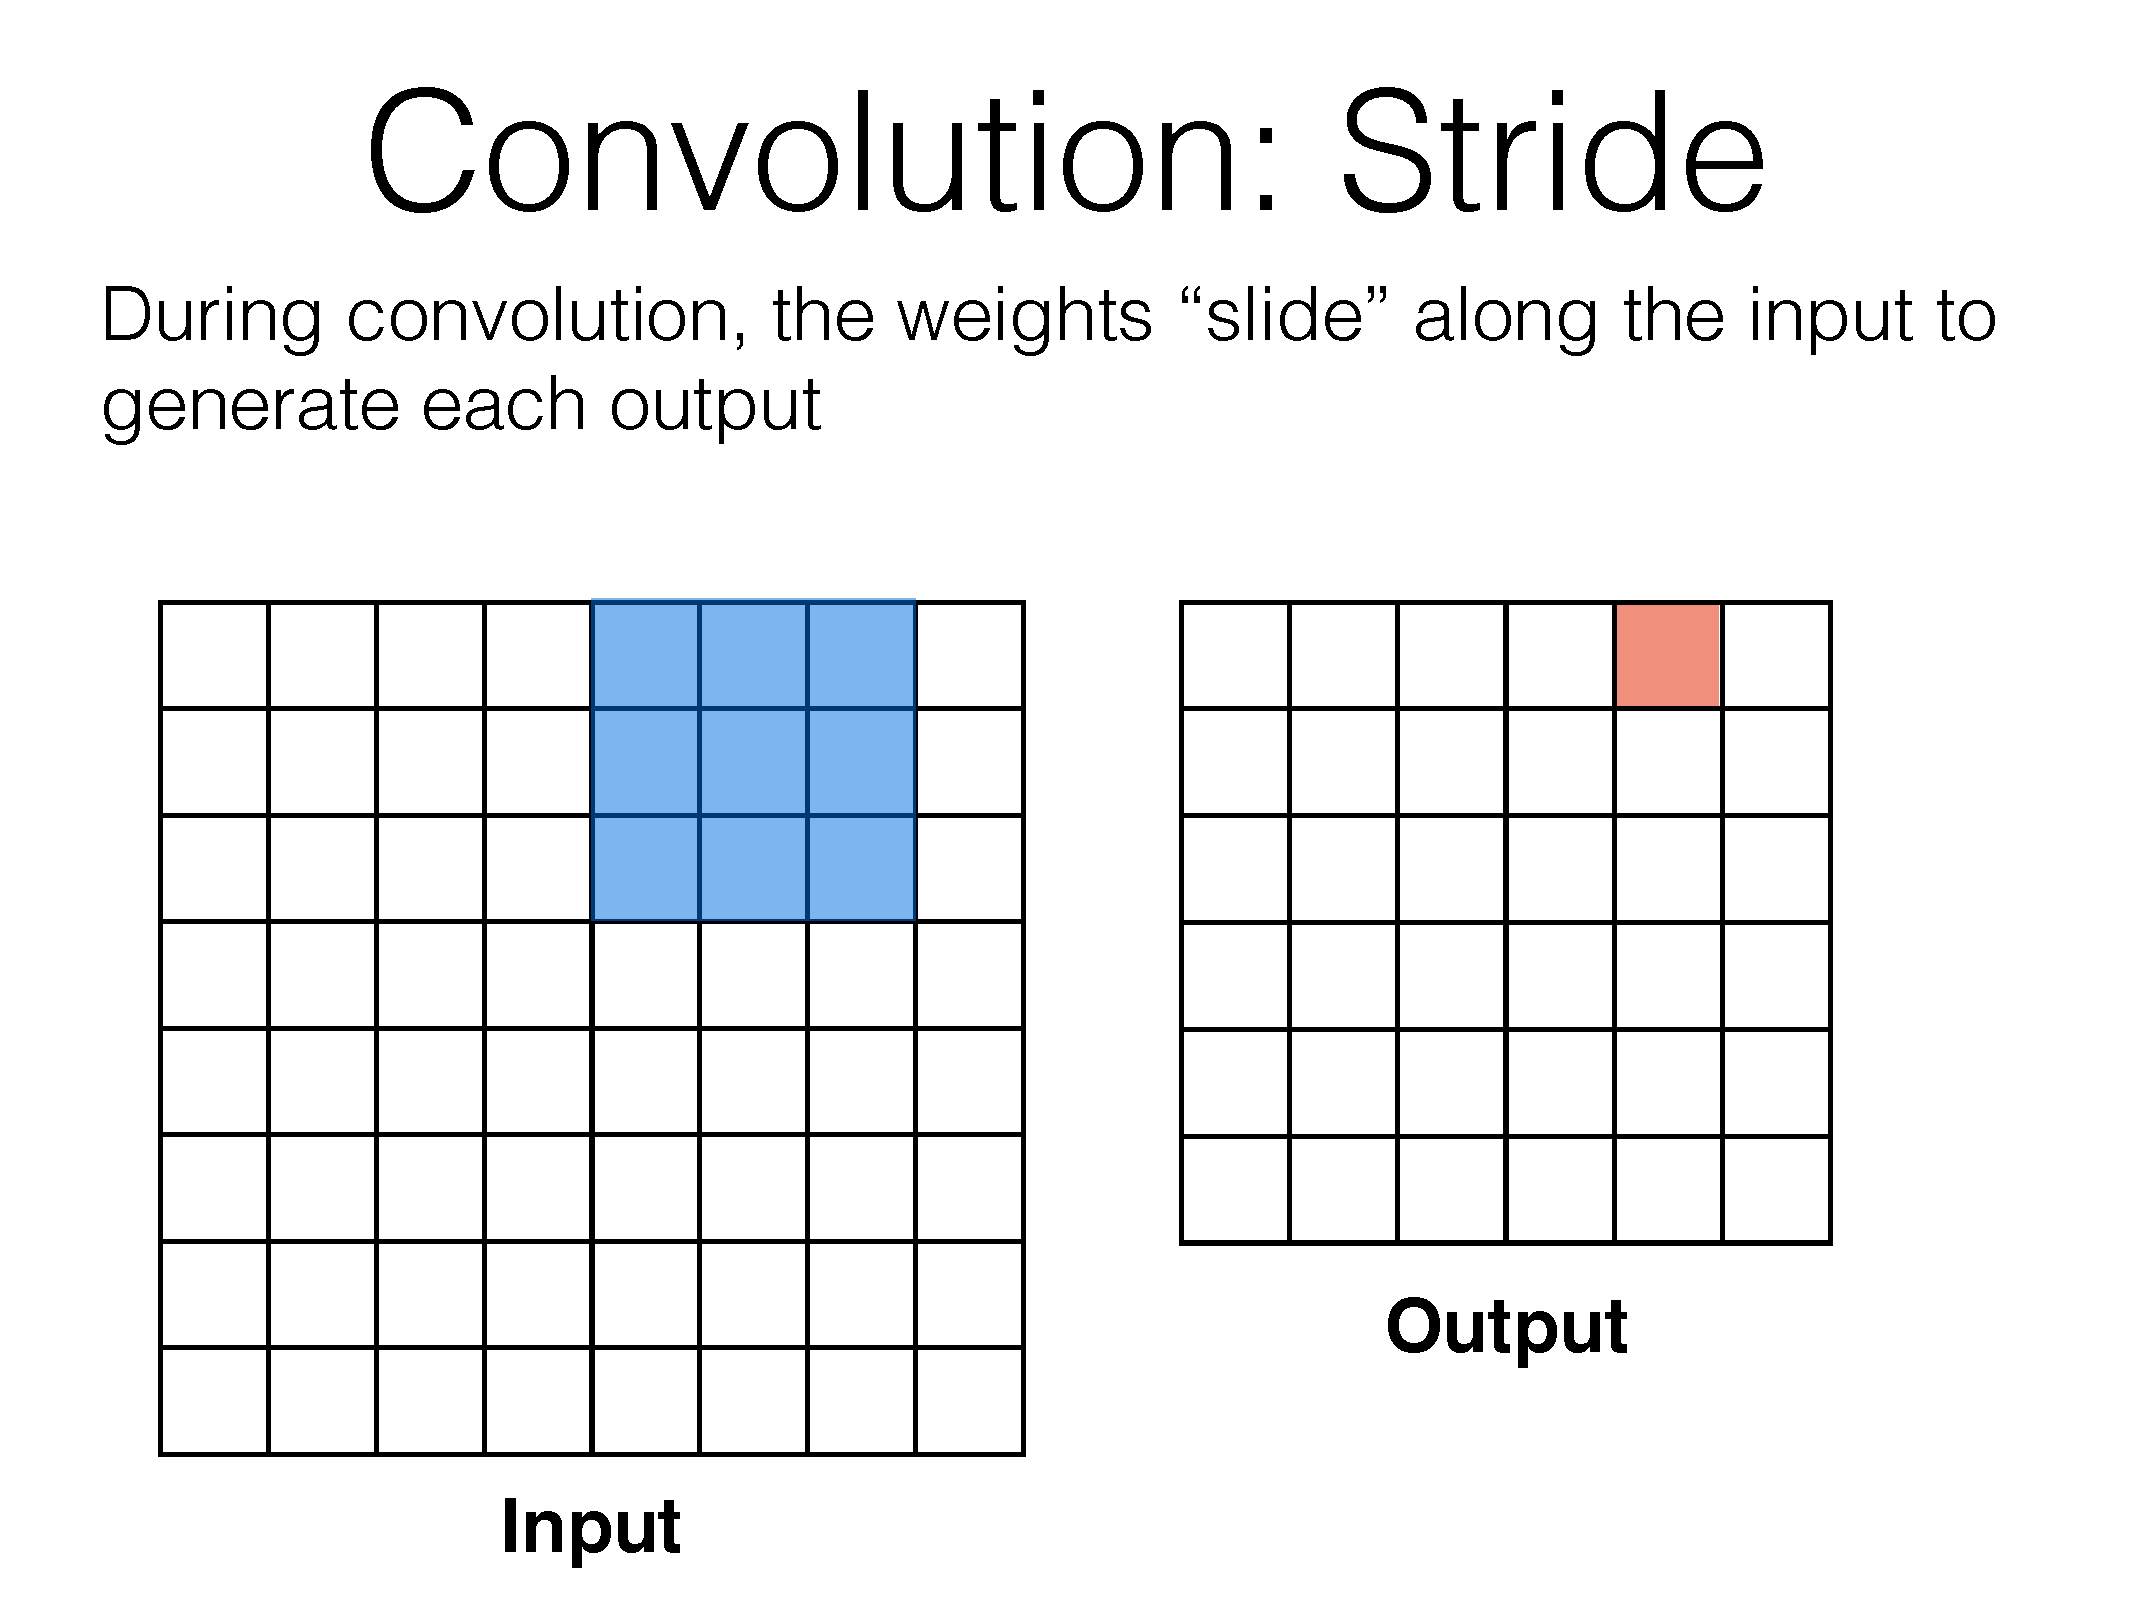 Convolution: Stride
During convolution, the weights “slide” along the input to
generate each output
Output
Input